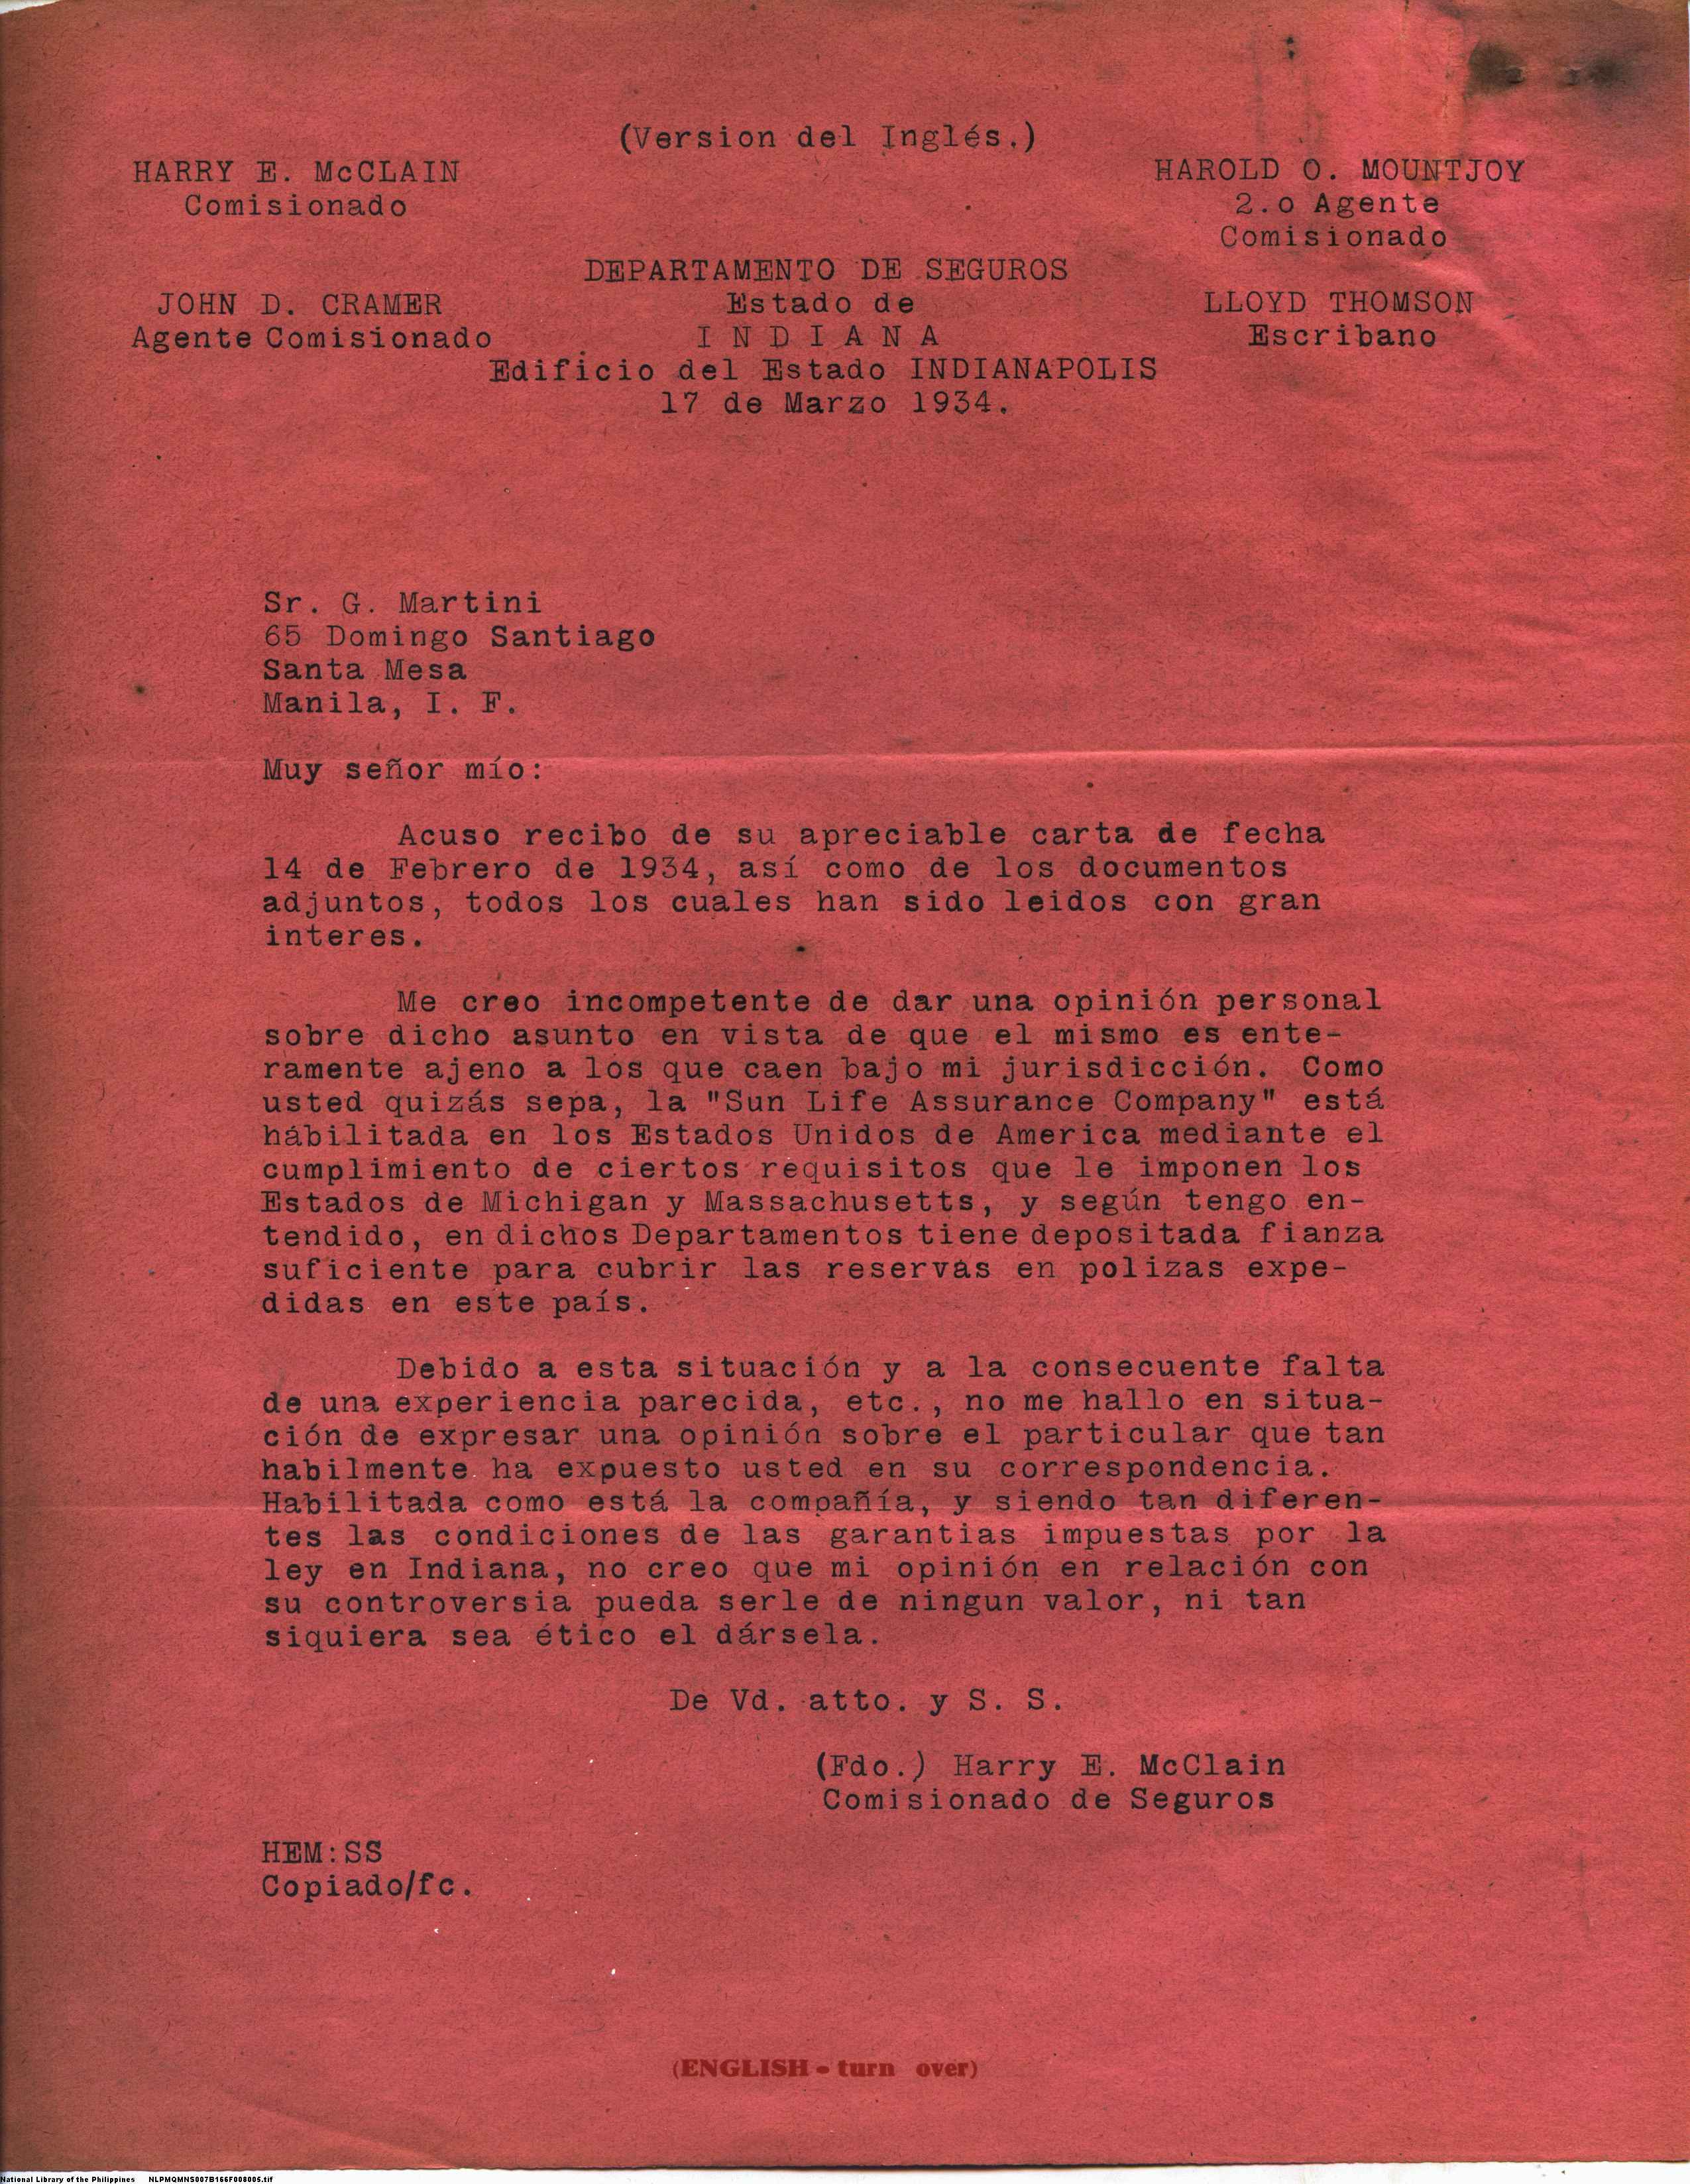 (Version del Inglés.)
HARRY E. McCLAIN
Comisionado
HAROLD O. MOUNTJOY
2.o Agente
Comisionado
DEPARTAMENTO DE SEGUROS
JOHN D. CRAMER
Agente Comisionado
Estado de
I N D I A N A
LLOYD THOMSON
Escribano
Edificio del Estado INDIANAPOLIS
17 de Marzo 1934.
Sr. G. Martini
65 Domingo Santiago
Santa Mesa
Manila, I. F.
Muy señor mío:
Acuso recibo de su apreciable carta de fecha
14 de Febrero de 1934, así como de los documentos
adjuntos, todos los cuales han sido leidos con gran
interes.
Me creo incompetente de dar una opinión personal
sobre dicho asunto en vista de que el mismo es ente-
ramente ajeno a los que caen bajo mi jurisdicción. Como
usted quizás sepa, la "Sun Life Assurance Company" está
hábilitada en los Estados Unidos de America mediante el
cumplimiento de ciertos requisitos que le imponen los
Estados de Michigan y Massachusetts, y según tengo en-
tendido, en dichos Departamentos tiene depositada fianza
suficiente para cubrir las reservas en polizas expe-
didas en este país.
Debido a esta situación y a la consecuente falta
de una experiencia parecida, etc., no me hallo en situa-
ción de expresar una opinión sobre el particular que tan
habilmente ha expuesto usted en su correspondencia.
Habilitada como está la compañía, y siendo tan diferen-
tes las condiciones de las garantias impuestas por la
ley en Indiana, no creo que mi opinión en relación con
su controversia pueda serle de ningun valor, ni tan
siquiera sea ético el dársela.
De Vd. atto. y S. S.
(Fdo.) Harry E. McClain
Comisionado de Seguros
HEM:SS
Copiado/fc.
(ENGLISH - turn over)
National Library of the Philippines NLPMQMNS007B166F008005.tif